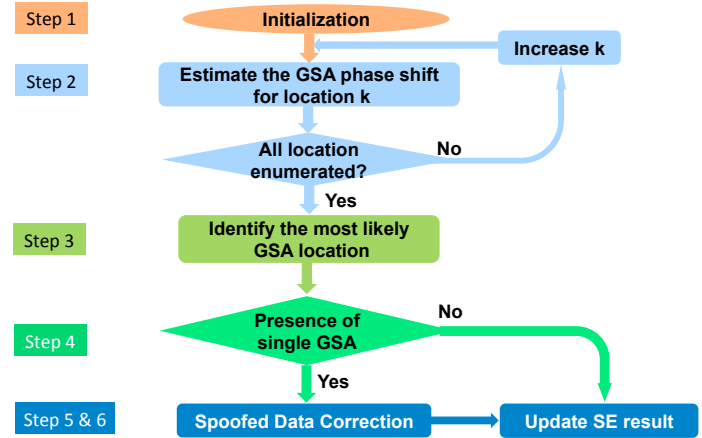 Step 1
Initialization
Increase k
Step 2
Estimate the GSA phase shift
for location k
All location
enumerated?
No
Yes
Step 3
Identify the most likely
GSA location
Step 4
Presence of
single GSA
No
Yes
Step 5 & 6
Spoofed Data Correction
Update SE result